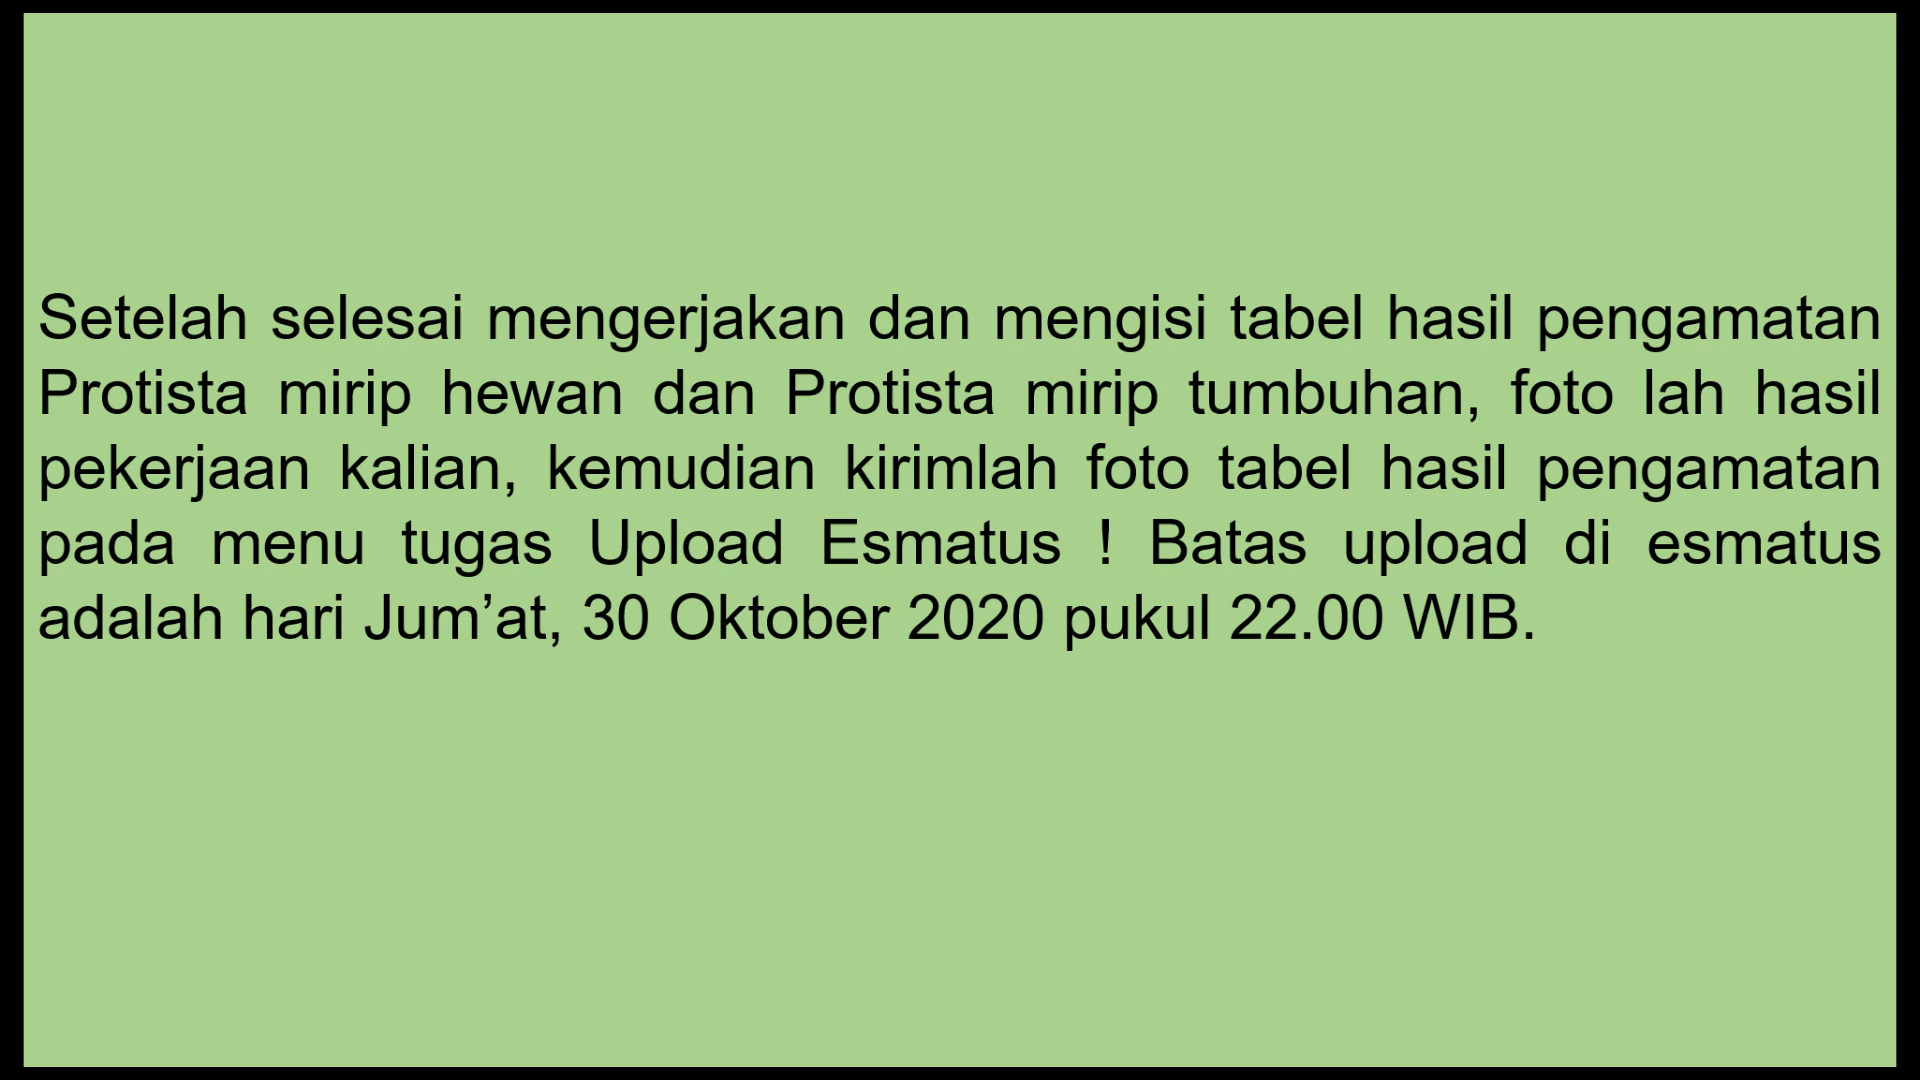 Setelah selesai mengerjakan dan mengisi tabel hasil pengamatan
Protista mirip hewan dan Protista mirip tumbuhan, foto lah hasil
pekerjaan kalian, kemudian kirimlah foto tabel hasil pengamatan
pada menu tugas Upload Esmatus ! Batas upload di esmatus
adalah hari Jum’at, 30 Oktober 2020 pukul 22.00 WIB.